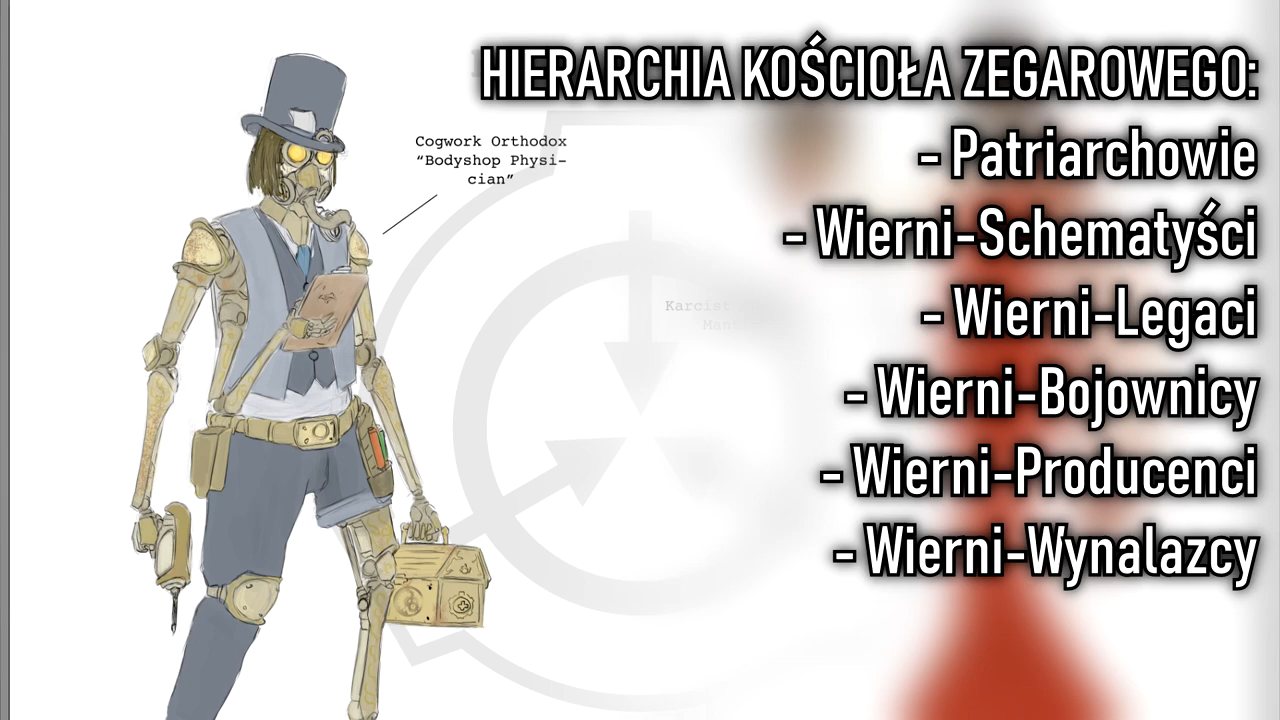 HIERARCHIA KOŚCIOŁA ZEGAROWEGO:
- Patriarchowie
- Wierni-Schematyści
- Wierni-Legaci
- Wierni-Bojownicy
- Wierni-Producenci
- Wierni-Wynalazcy
Cogwork Orthodox
“Bodyshop Physi-
cian”
Karcist